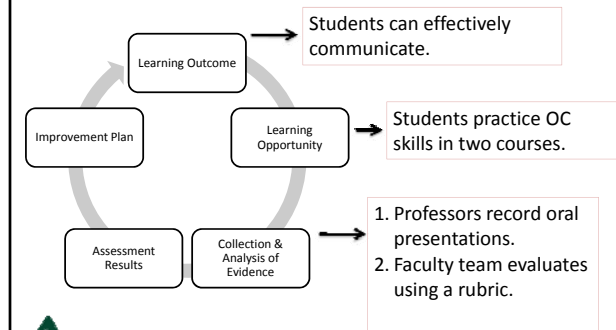 Students can effectively
communicate.
Learning Outcome
Students practice OC
skills in two courses.
Learning
Opportunity
Improvement Plan
1. Professors record oral
presentations.
2. Faculty team evaluates
using a rubric.
Collection &
Analysis of
Evidence
Assessment
Results